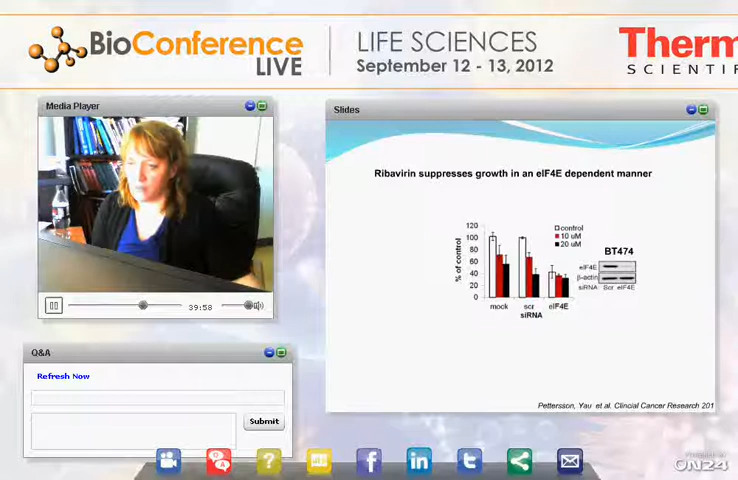 BioConference
LIVE
LIFE SCIENCES
September 12 - 13, 2012
Therm
SCIENTIF
Media Player
39:58
Slides
Ribavirin suppresses growth in an eIF4E dependent manner
% of control
120
100
80
60
40
20
0
control
10 uM
20 uM
mock
scr
eIF4E
siRNA
BT474
eIF4E
β-actin
siRNA: Scr eIF4E
Pettersson, Yau et al. Clincial Cancer Research 201
Q&A
Refresh Now
Submit
Q
A
?
f
in
t
ON24